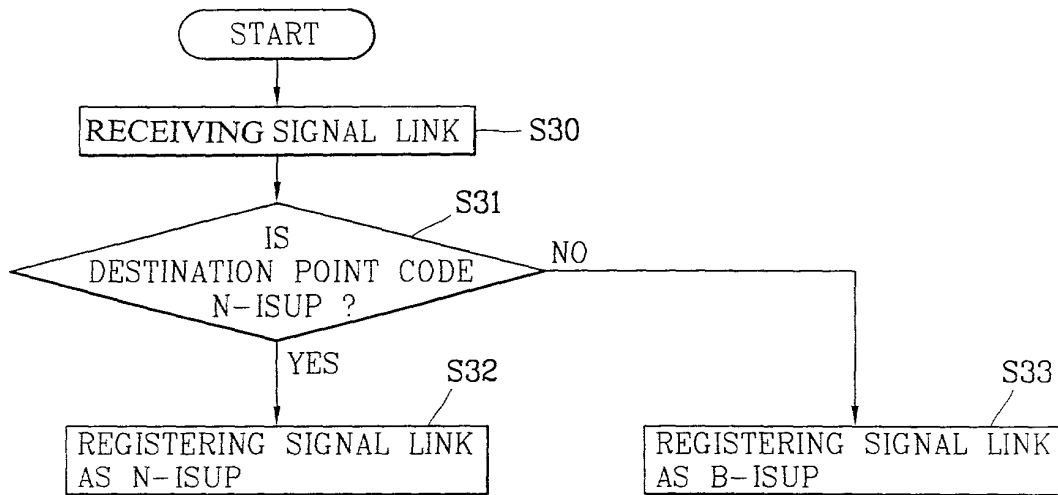 START
RECEIVING SIGNAL LINK
S30
S31
IS
DESTINATION POINT CODE
N-ISUP ?
NO
YES
S32
REGISTERING SIGNAL LINK
AS N-ISUP
S33
REGISTERING SIGNAL LINK
AS B-ISUP